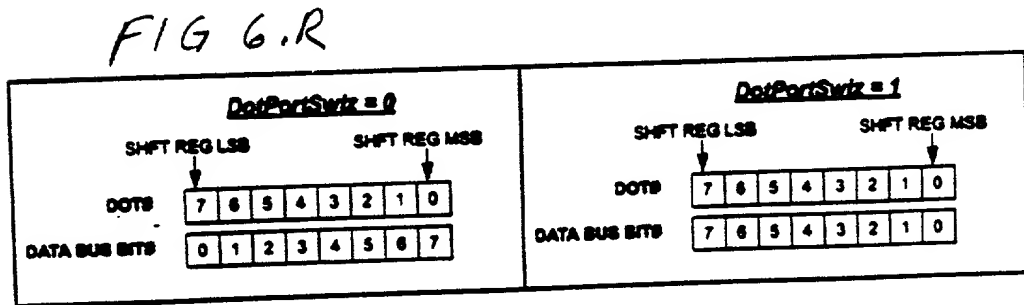 FIG 6.R
DotPortSwiz = 0
SHFT REG LSB SHFT REG MSB
DOTS 7 6 5 4 3 2 1 0
DATA BUS BITS 0 1 2 3 4 5 6 7
DotPortSwiz = 1
SHFT REG LSB SHFT REG MSB
DOTS 7 6 5 4 3 2 1 0
DATA BUS BITS 7 6 5 4 3 2 1 0